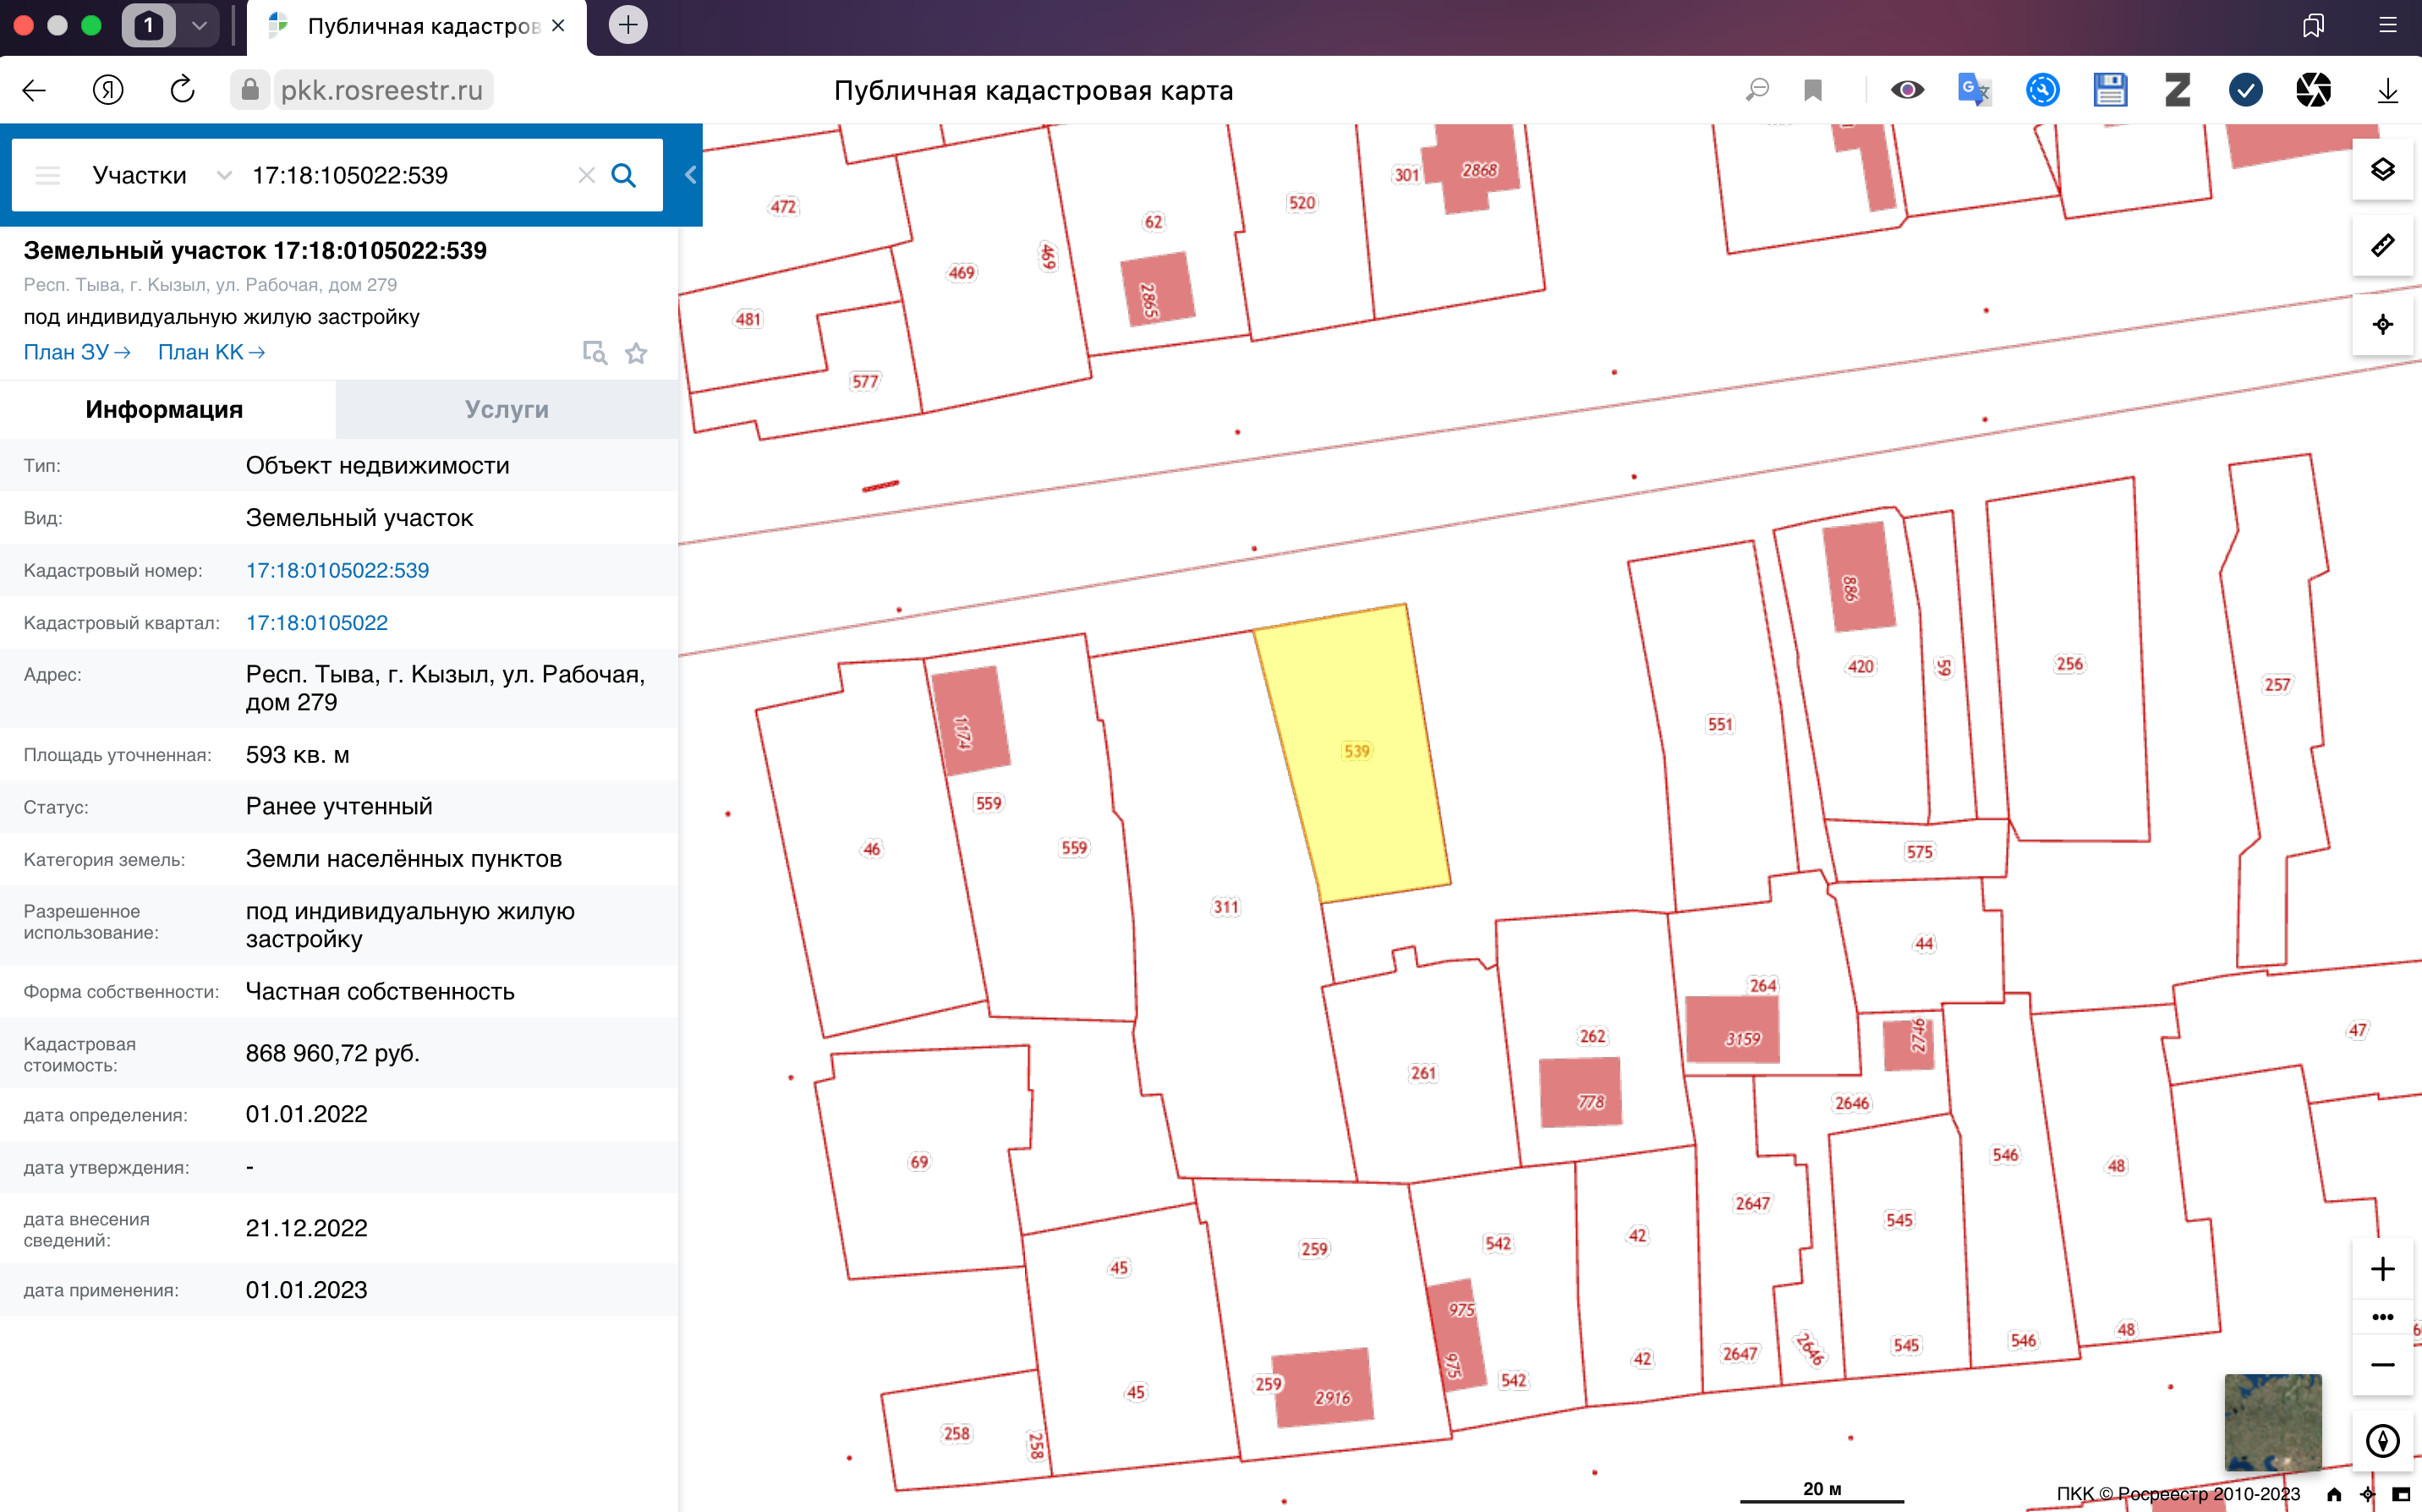 1
Публичная кадастров
pkk.rosreestr.ru
Публичная кадастровая карта
Участки
17:18:105022:539
Земельный участок 17:18:0105022:539
Респ. Тыва, г. Кызыл, ул. Рабочая, дом 279
под индивидуальную жилую застройку
План ЗУ→ План КК→
Информация
Услуги
Тип: Объект недвижимости
Вид: Земельный участок
Кадастровый номер: 17:18:0105022:539
Кадастровый квартал: 17:18:0105022
Адрес: Респ. Тыва, г. Кызыл, ул. Рабочая,
дом 279
Площадь уточненная: 593 кв. м
Статус: Ранее учтенный
Категория земель: Земли населённых пунктов
Разрешенное
использование:
под индивидуальную жилую
застройку
Форма собственности: Частная собственность
Кадастровая
стоимость:
868 960,72 руб.
дата определения: 01.01.2022
дата утверждения: -
дата внесения
сведений:
21.12.2022
дата применения: 01.01.2023
472
62
520
301
2868
469
469
2865
481
577
886
420
59
256
257
551
1174
539
559
559
46
311
575
44
264
3159
262
778
261
2746
47
2646
69
546
48
2647
545
259
542
42
45
975
975
259
2916
542
42
2647
2646
545
546
48
45
258
258
20 м
ПКК © Росреестр 2010-2023